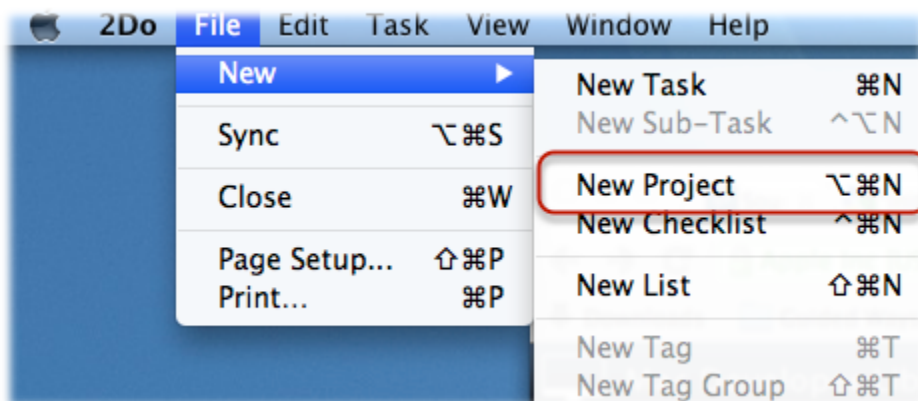 2Do File Edit Task View Window Help
New ▶
Sync ⌥⌘S
Close ⌘W
Page Setup... ⇧⌘P
Print... ⌘P
New Task ⌘N
New Sub-Task ^⌥N
New Project ⌥⌘N
New Checklist ^⌘N
New List ⇧⌘N
New Tag ⌘T
New Tag Group ⇧⌘T